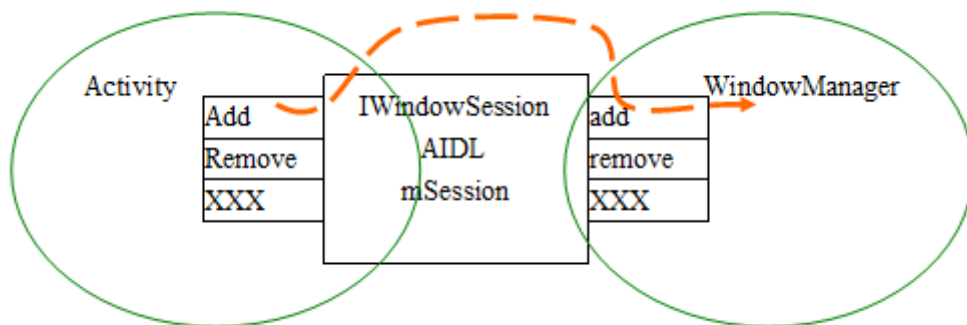 Activity
Add
Remove
XXX
IWindowSession
AIDL
mSession
WindowManager
add
remove
XXX